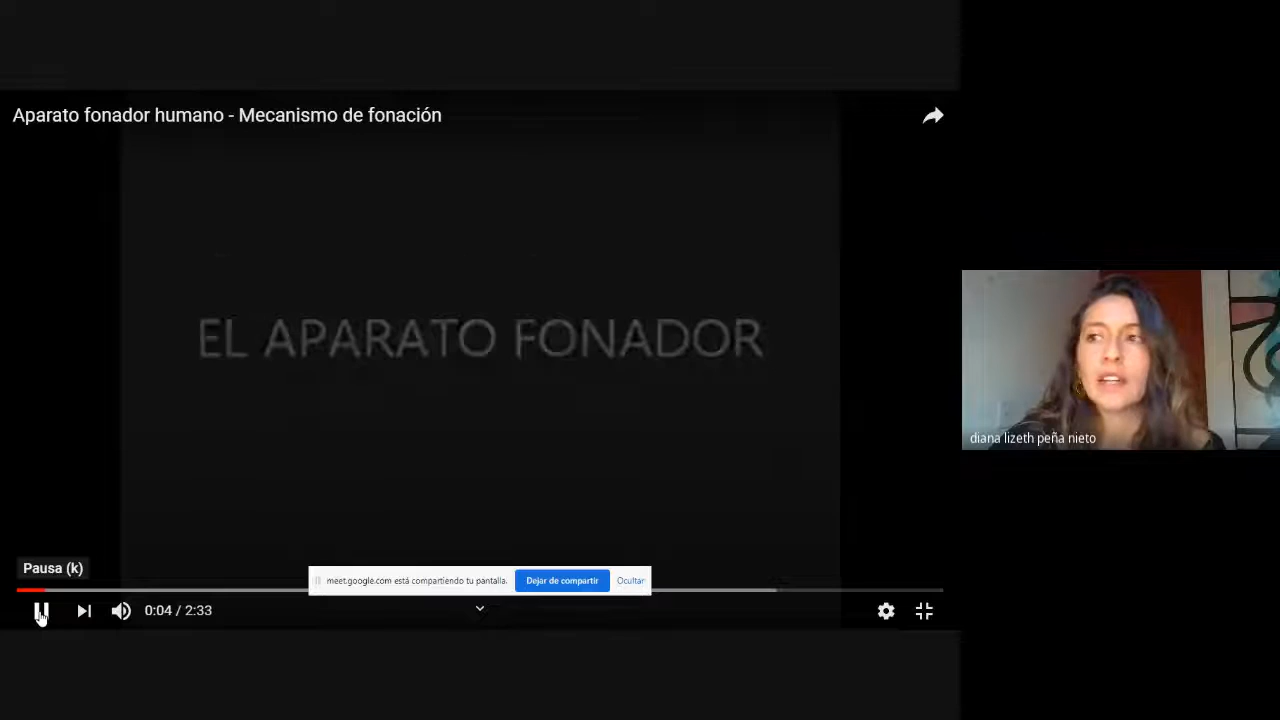 Aparato fonador humano - Mecanismo de fonación
EL APARATO FONADOR
diana lizeth peña nieto
Pausa (k)
meet.google.com está compartiendo tu pantalla.
Dejar de compartir
Ocultar
0:04 / 2:33